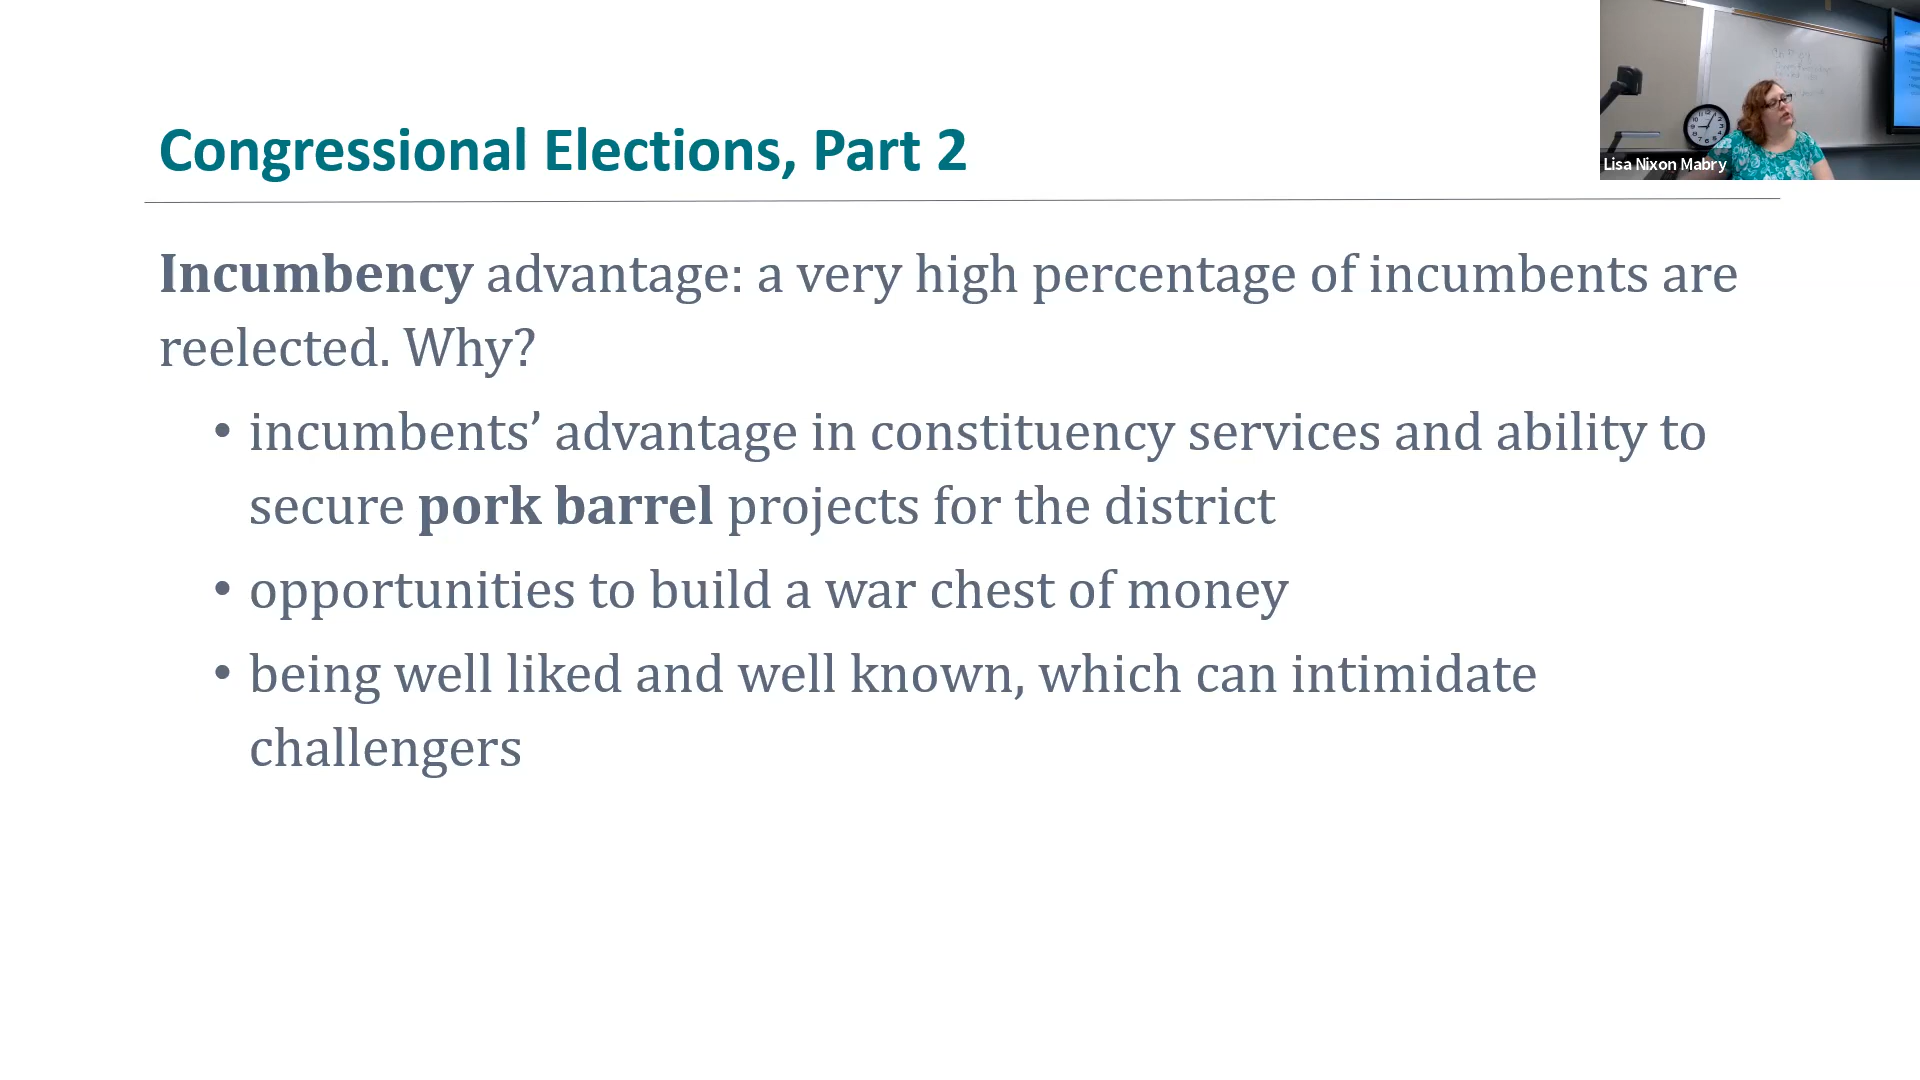 Congressional Elections, Part 2
Lisa Nixon Mabry
Incumbency advantage: a very high percentage of incumbents are
reelected. Why?
• incumbents’ advantage in constituency services and ability to
secure pork barrel projects for the district
• opportunities to build a war chest of money
• being well liked and well known, which can intimidate
challengers